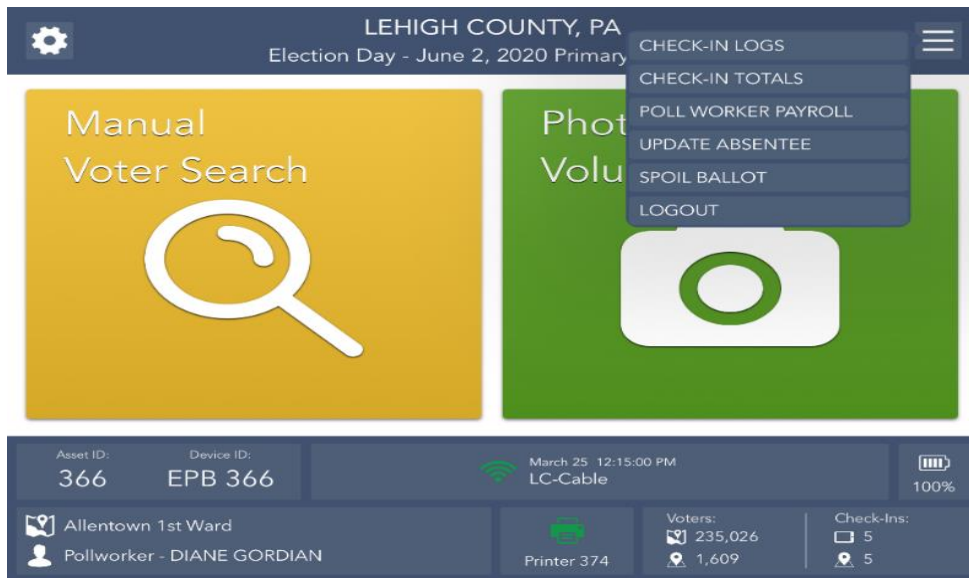 LEHIGH COUNTY, PA
Election Day - June 2, 2020 Primary
CHECK-IN LOGS
CHECK-IN TOTALS
POLL WORKER PAYROLL
UPDATE ABSENTEE
SPOIL BALLOT
LOGOUT
Manual
Voter Search
Phot
Volu
Asset ID:
366
Device ID:
EPB 366
March 25 12:15:00 PM
LC-Cable
100%
Allentown 1st Ward
Pollworker - DIANE GORDIAN
Printer 374
Voters:
235,026
1,609
Check-Ins:
5
5